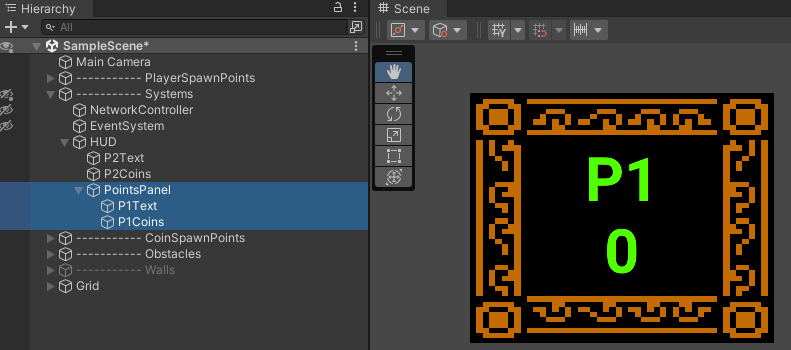 Hierarchy
All
SampleScene*
Main Camera
----------- PlayerSpawnPoints
----------- Systems
NetworkController
EventSystem
HUD
P2Text
P2Coins
PointsPanel
P1Text
P1Coins
----------- CoinSpawnPoints
----------- Obstacles
----------- Walls
Grid
Scene
P1
0